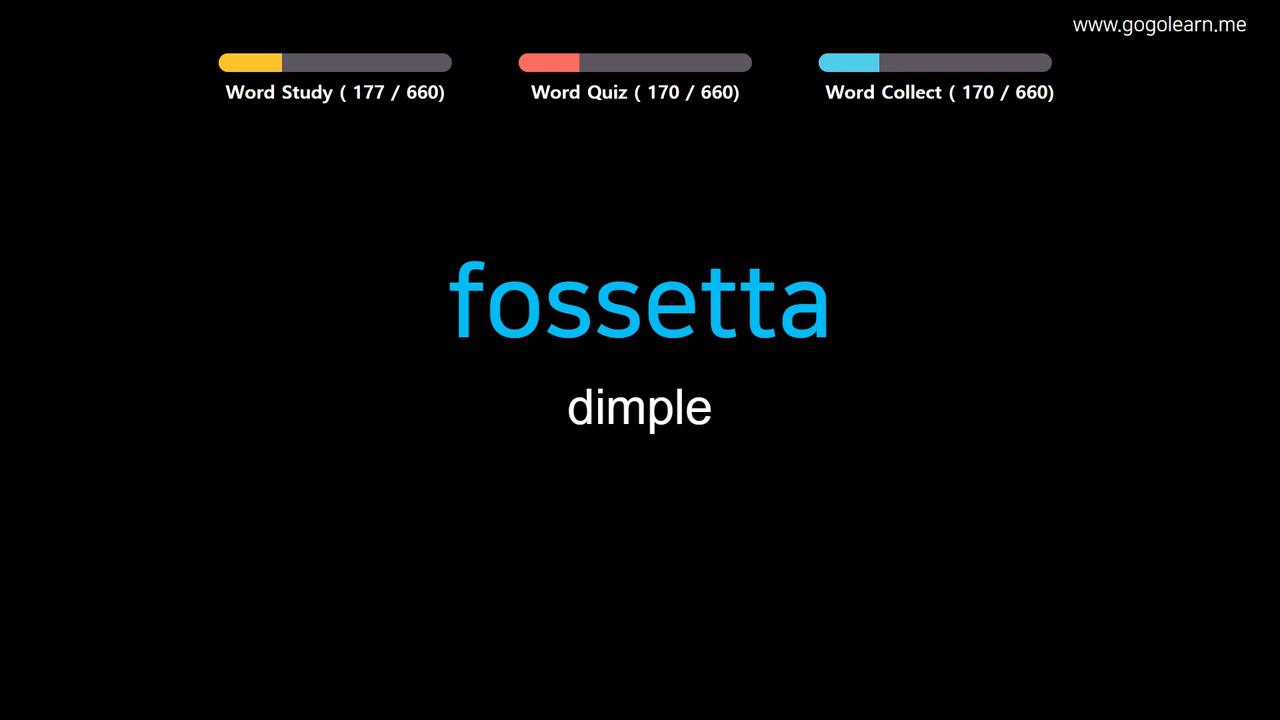 www.gogolearn.me
Word Study ( 177 / 660)
Word Quiz ( 170 / 660)
Word Collect ( 170 / 660)
fossetta
dimple